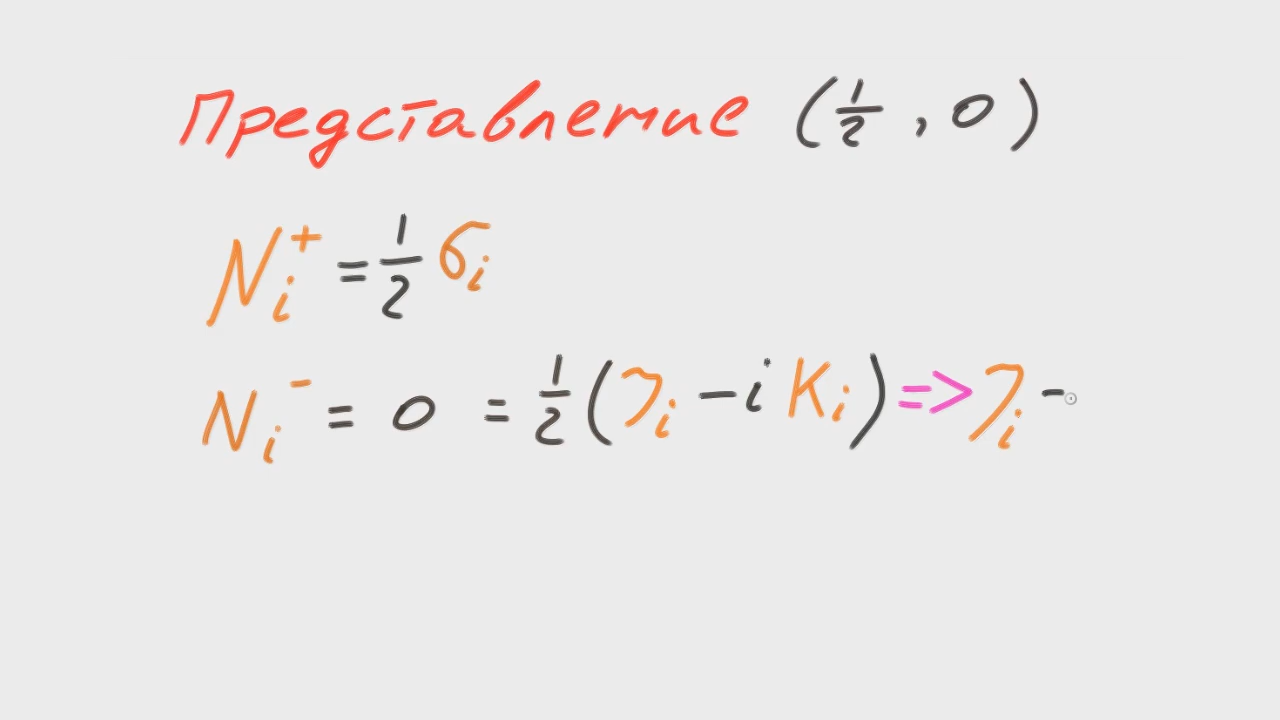 Представление (1/2, 0)
N_i^+ = 1/2 σ_i
N_i^- = 0 = 1/2 (J_i - i K_i) => J_i -